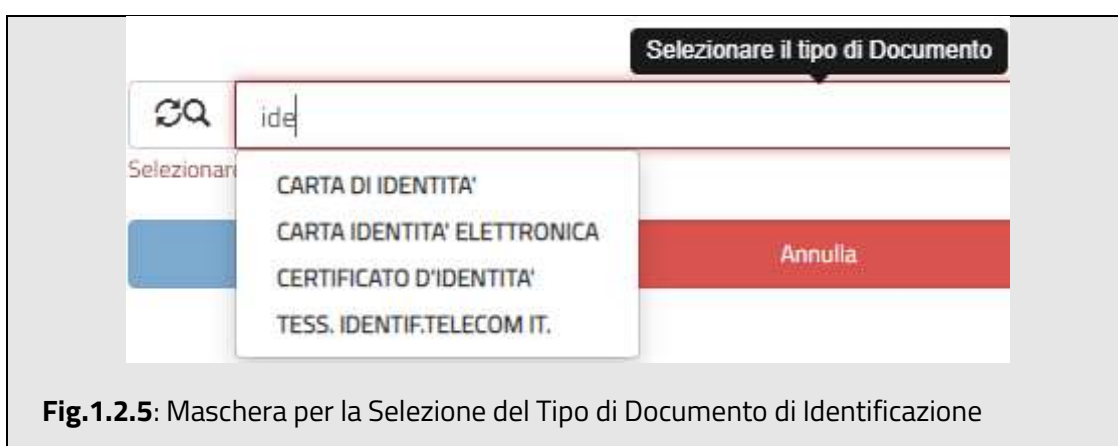 Selezionare il tipo di Documento
ide
Selezionar
CARTA DI IDENTITA'
CARTA IDENTITA' ELETTRONICA
CERTIFICATO D'IDENTITA'
TESS. IDENTIF.TELECOM IT.
Annulla
Fig.1.2.5: Maschera per la Selezione del Tipo di Documento di Identificazione